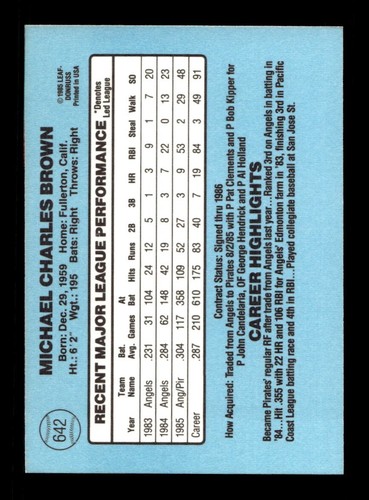 642
MICHAEL CHARLES BROWN
Born: Dec. 29, 1959 Home: Fullerton, Calif.
Ht.: 6'2" Wgt.: 195 Bats: Right Throws: Right
©1985 LEAF-
DONRUSS
Printed in USA
RECENT MAJOR LEAGUE PERFORMANCE *Denotes
Led League
Team Bat. At
Year Name Avg. Games Bat Hits Runs 2B 3B HR RBI Steal Walk SO
1983 Angels .231 31 104 24 12 5 1 3 9 1 7 20
1984 Angels .284 62 148 42 19 8 3 7 22 0 13 23
1985 Ang/Pir .304 117 358 109 52 27 3 9 53 2 29 48
Career .287 210 610 175 83 40 7 19 84 3 49 91
Contract Status: Signed thru 1986
How Acquired: Traded from Angels to Pirates 8/2/85 with P Pat Clements and P Bob Kipper for
P John Candelaria, OF George Hendrick and P Al Holland
CAREER HIGHLIGHTS
Became Pirates' regular RF after trade from Angels last year... Ranked 3rd on Angels in batting in
'84... Hit .355 with 22 HR and 106 RBI for Angels' Edmonton farm in '83, finishing 3rd in Pacific
Coast League batting race and 4th in RBI... Played collegiate baseball at San Jose St.